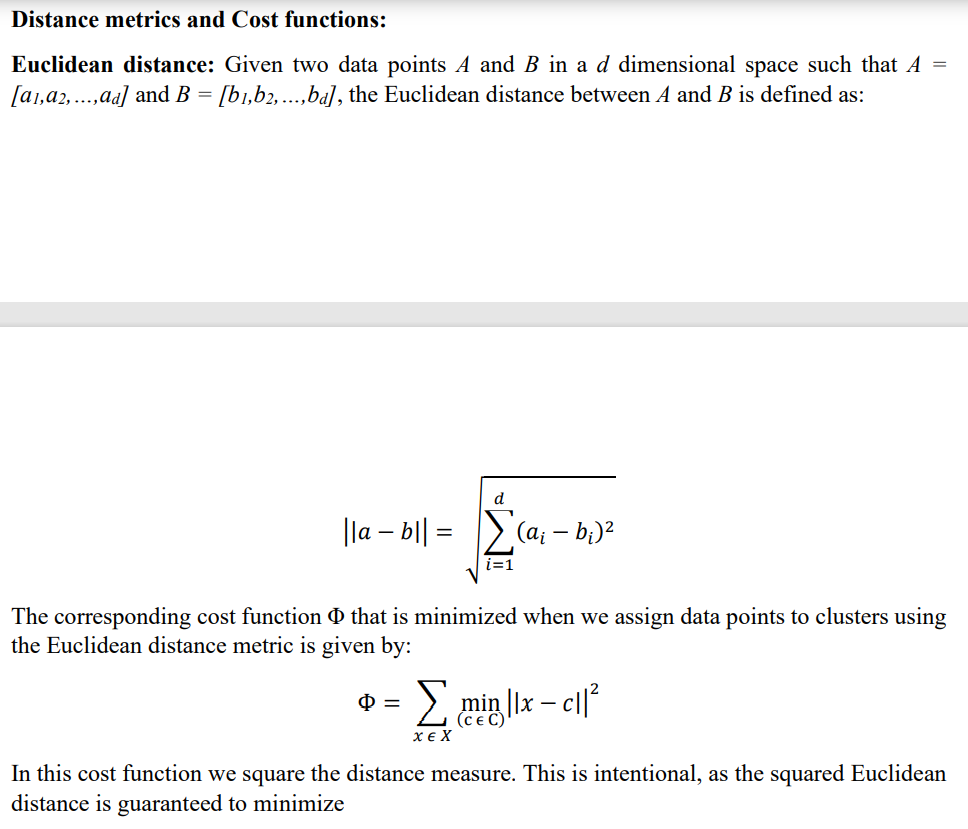 Distance metrics and Cost functions:
Euclidean distance: Given two data points A and B in a d dimensional space such that A =
[a₁,a₂,...,a_d] and B = [b₁,b₂,...,b_d], the Euclidean distance between A and B is defined as:
||a − b|| = √∑_{i=1}^{d}(aᵢ − bᵢ)²
The corresponding cost function Φ that is minimized when we assign data points to clusters using
the Euclidean distance metric is given by:
Φ = ∑_{x ϵ X} min_{(c ϵ C)} ||x − c||²
In this cost function we square the distance measure. This is intentional, as the squared Euclidean
distance is guaranteed to minimize